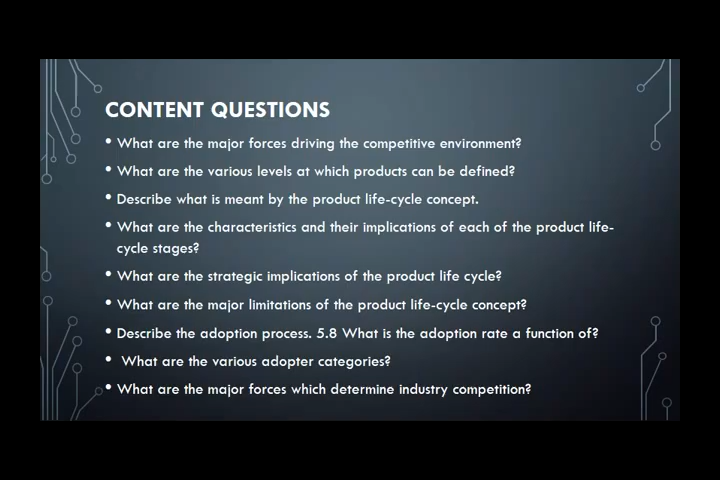 CONTENT QUESTIONS
• What are the major forces driving the competitive environment?
• What are the various levels at which products can be defined?
• Describe what is meant by the product life-cycle concept.
• What are the characteristics and their implications of each of the product life-
cycle stages?
• What are the strategic implications of the product life cycle?
• What are the major limitations of the product life-cycle concept?
• Describe the adoption process. 5.8 What is the adoption rate a function of?
• What are the various adopter categories?
• What are the major forces which determine industry competition?